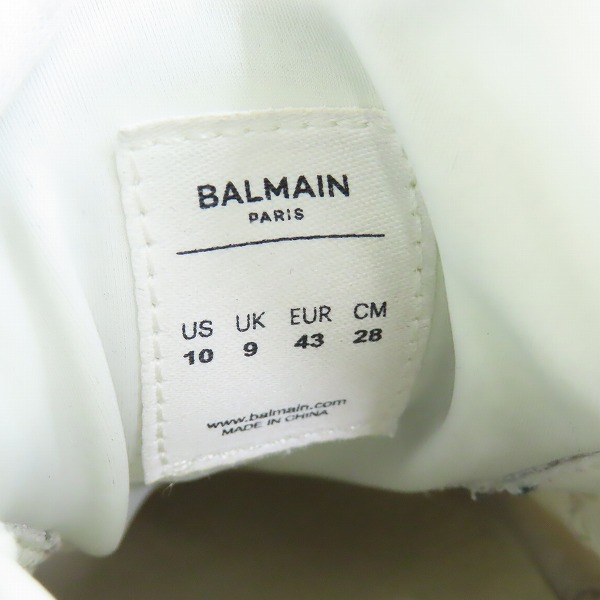 BALMAIN
PARIS
US UK EUR CM
10 9 43 28
www.balmain.com
MADE IN CHINA